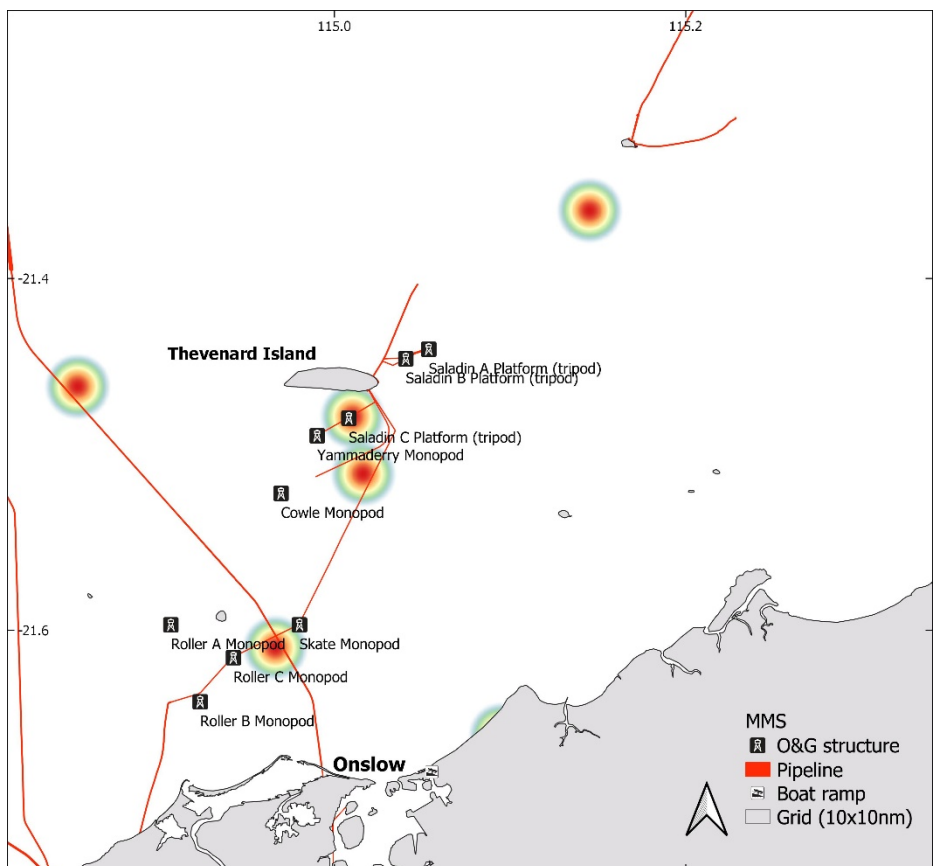 115.0
115.2
-21.4
Thevenard Island
Saladin A Platform (tripod)
Saladin B Platform (tripod)
Saladin C Platform (tripod)
Yammaderry Monopod
Cowle Monopod
-21.6
Roller A Monopod
Skate Monopod
Roller C Monopod
Roller B Monopod
Onslow
MMS
O&G structure
Pipeline
Boat ramp
Grid (10x10nm)